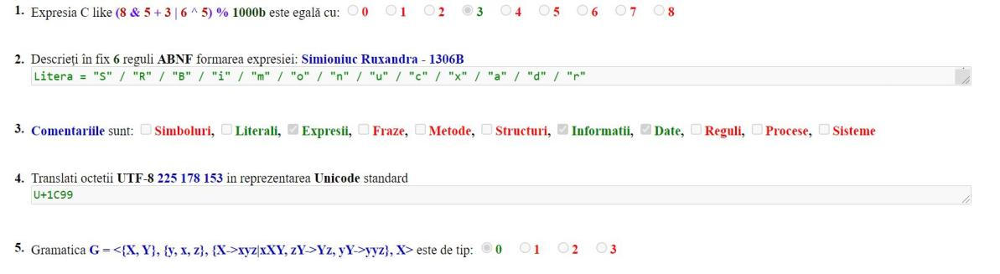 1. Expresia C like (8 & 5 + 3 | 6 ^ 5) % 1000b este egală cu: 0 1 2 3 4 5 6 7 8
2. Descrieți în fix 6 reguli ABNF formarea expresiei: Simioniuc Ruxandra - 1306B
Litera = "S" / "R" / "B" / "i" / "m" / "o" / "n" / "u" / "c" / "x" / "a" / "d" / "r"
3. Comentariile sunt: Simboluri, Literali, Expresii, Fraze, Metode, Structuri, Informatii, Date, Reguli, Procese, Sisteme
4. Translati octetii UTF-8 225 178 153 in reprezentarea Unicode standard
U+1C99
5. Gramatica G = <{X, Y}, {y, x, z}, {X->xyz|xXY, zY->Yz, yY->yyz}, X> este de tip: 0 1 2 3